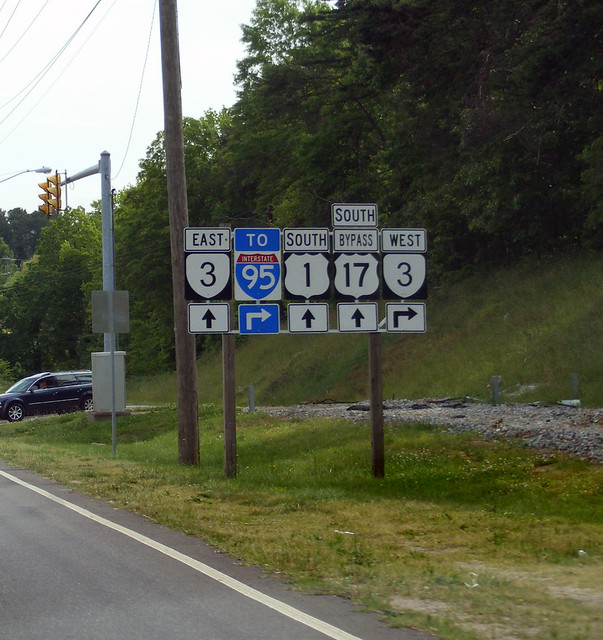 SOUTH
EAST TO SOUTH BYPASS WEST
INTERSTATE
3 95 1 17 3